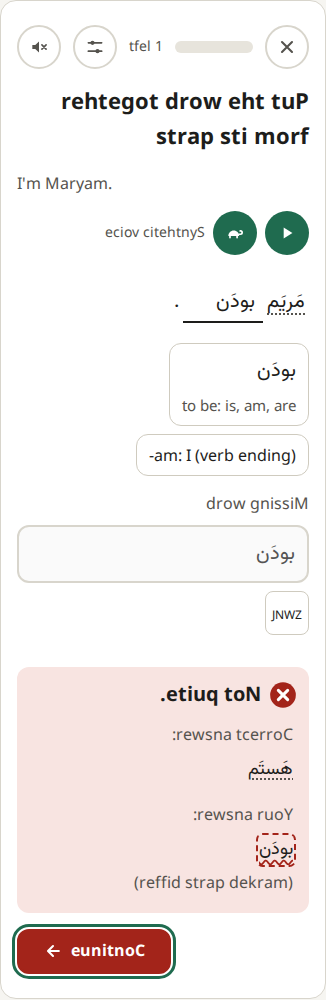 tfel 1
rehtegot drow eht tuP
strap sti morf
I'm Maryam.
eciov citehtnyS
مَریَم بودَن .
بودَن
to be: is, am, are
-am: I (verb ending)
drow gnissiM
بودَن
ZWNJ
.etiuq toN
:rewsna tcerroC
هَستَم
:rewsna ruoY
بودَن
(reffid strap dekram)
eunitnoC